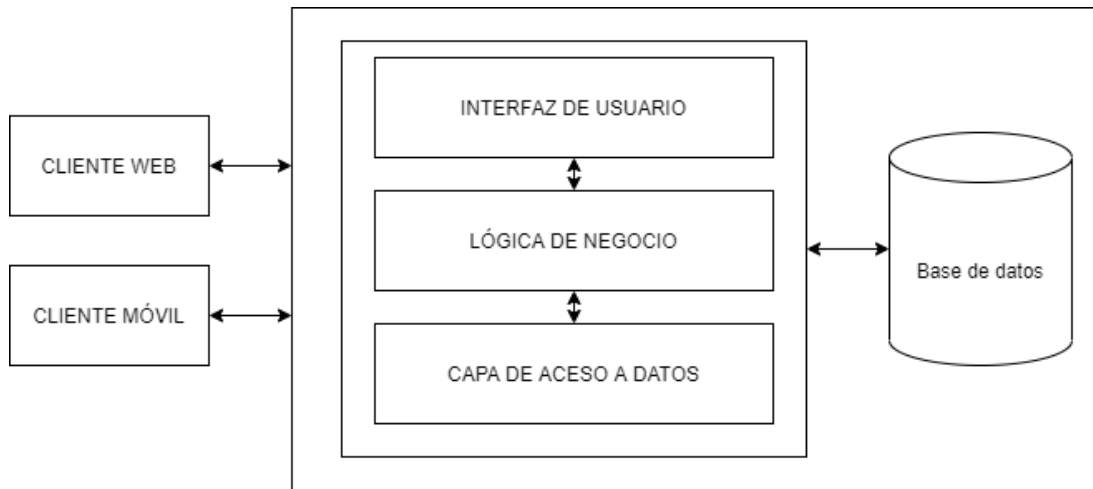 INTERFAZ DE USUARIO
CLIENTE WEB
LÓGICA DE NEGOCIO
Base de datos
CLIENTE MÓVIL
CAPA DE ACESO A DATOS